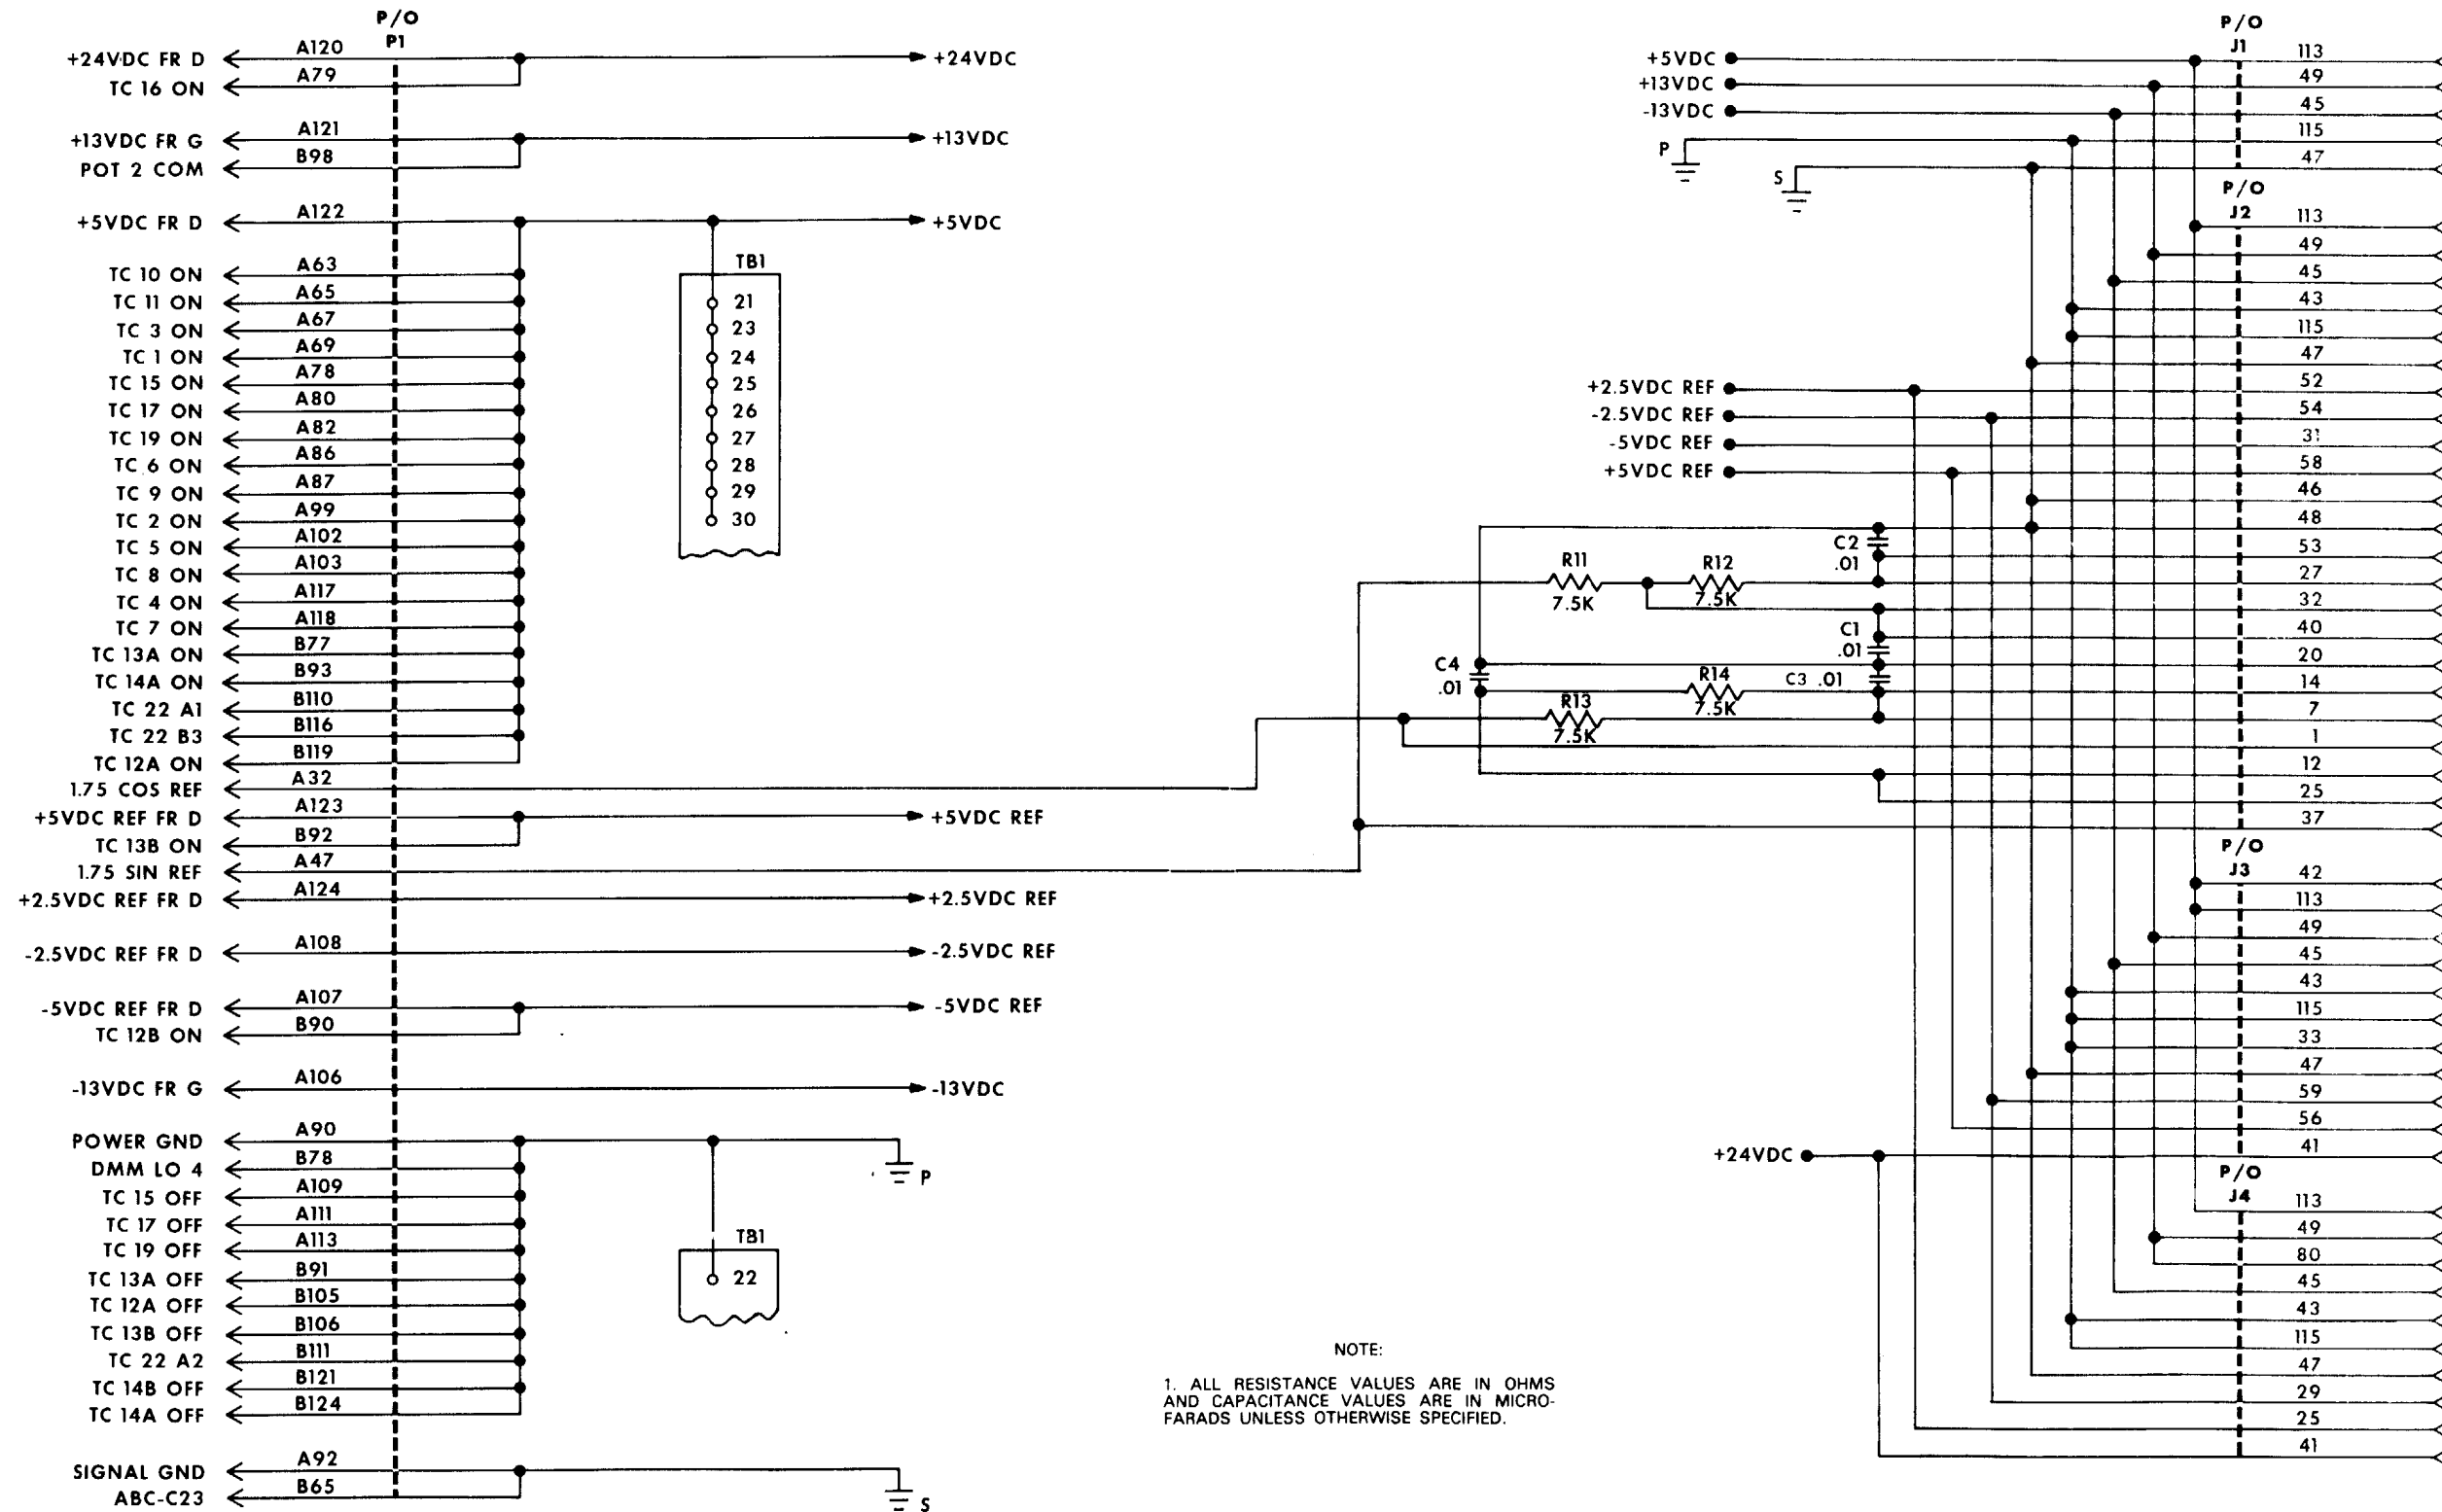 P/O
P1
+24VDC FR D A120 +24VDC
TC 16 ON A79
+13VDC FR G A121 +13VDC
POT 2 COM B98
+5VDC FR D A122 +5VDC
TC 10 ON A63
TC 11 ON A65
TC 3 ON A67
TC 1 ON A69
TC 15 ON A78
TC 17 ON A80
TC 19 ON A82
TC 6 ON A86
TC 9 ON A87
TC 2 ON A99
TC 5 ON A102
TC 8 ON A103
TC 4 ON A117
TC 7 ON A118
TC 13A ON B77
TC 14A ON B93
TC 22 A1 B110
TC 22 B3 B116
TC 12A ON B119
1.75 COS REF A32
+5VDC REF FR D A123 +5VDC REF
TC 13B ON B92
1.75 SIN REF A47
+2.5VDC REF FR D A124 +2.5VDC REF
-2.5VDC REF FR D A108 -2.5VDC REF
-5VDC REF FR D A107 -5VDC REF
TC 12B ON B90
-13VDC FR G A106 -13VDC
POWER GND A90 P
DMM LO 4 B78
TC 15 OFF A109
TC 17 OFF A111
TC 19 OFF A113
TC 13A OFF B91
TC 12A OFF B105
TC 13B OFF B106
TC 22 A2 B111
TC 14B OFF B121
TC 14A OFF B124
SIGNAL GND A92 S
ABC-C23 B65
TB1
21
23
24
25
26
27
28
29
30
TB1
22
+5VDC
+13VDC
-13VDC
P
S
+2.5VDC REF
-2.5VDC REF
-5VDC REF
+5VDC REF
R11
7.5K
R12
7.5K
C2
.01
C1
.01
C4
.01
R14
7.5K
C3 .01
R13
7.5K
+24VDC
P/O
J1
113
49
45
115
47
P/O
J2
113
49
45
43
115
47
52
54
31
58
46
48
53
27
32
40
20
14
7
1
12
25
37
P/O
J3
42
113
49
45
43
115
33
47
59
56
41
P/O
J4
113
49
80
45
43
115
47
29
25
41
NOTE:
1. ALL RESISTANCE VALUES ARE IN OHMS
AND CAPACITANCE VALUES ARE IN MICRO-
FARADS UNLESS OTHERWISE SPECIFIED.